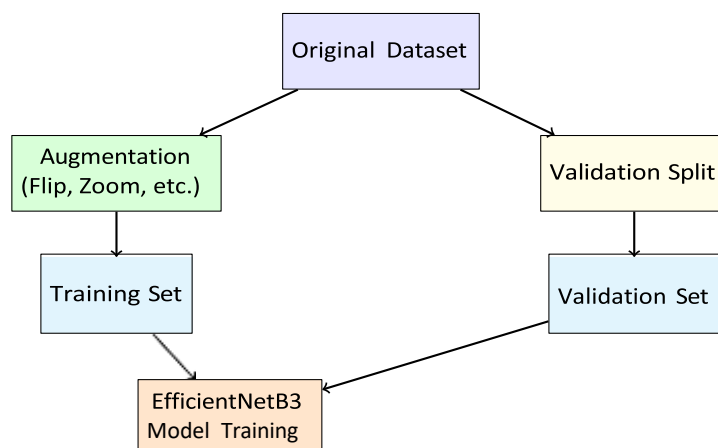 Original Dataset
Augmentation
(Flip, Zoom, etc.)
Validation Split
Training Set
Validation Set
EfficientNetB3
Model Training